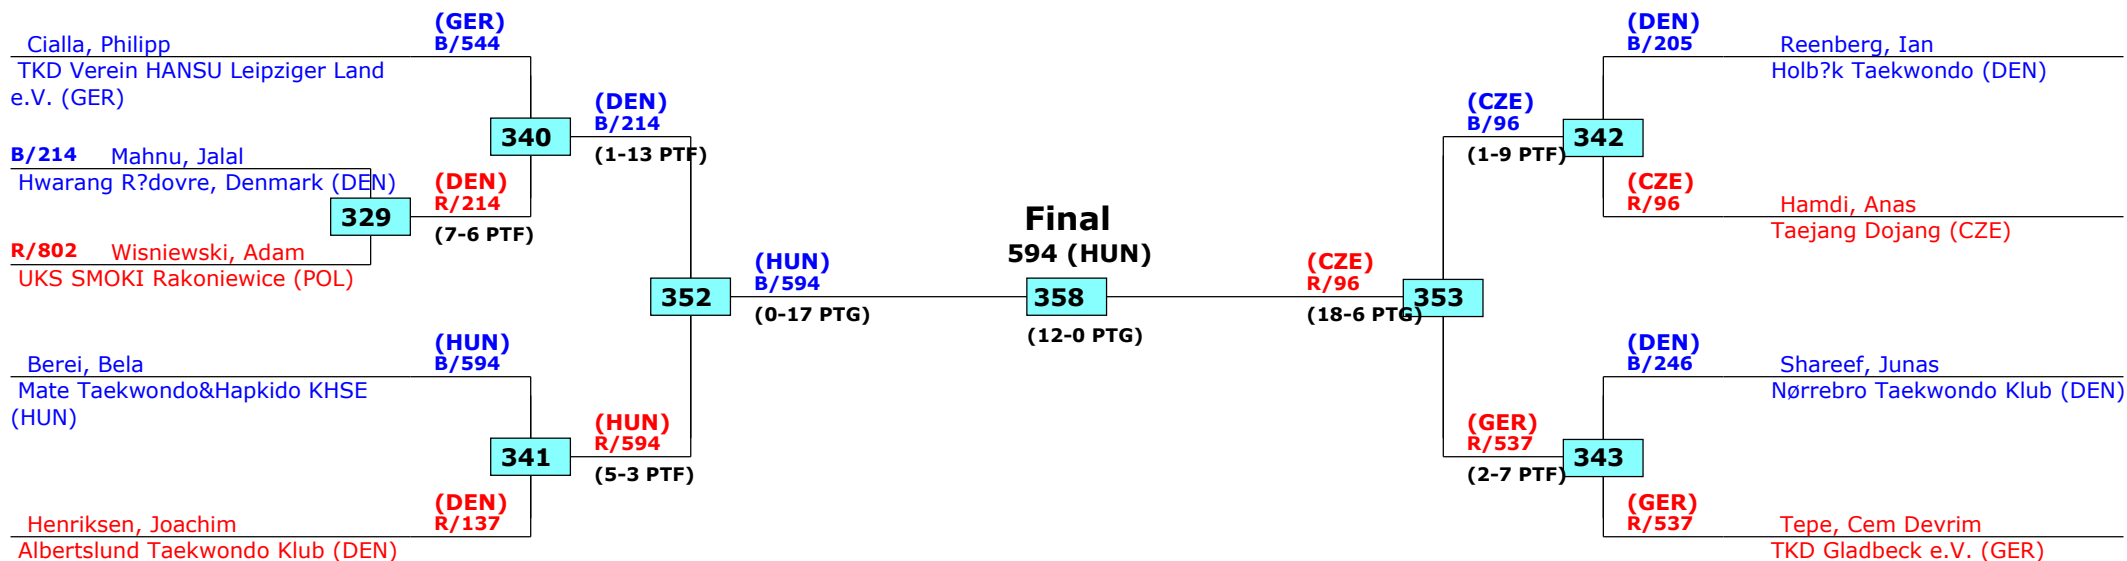 (GER)
B/544
Cialla, Philipp
TKD Verein HANSU Leipziger Land
e.V. (GER)
340
(DEN)
B/214
(1-13 PTF)
B/214 Mahnu, Jalal
Hwarang R?dovre, Denmark (DEN)
329
(DEN)
R/214
(7-6 PTF)
R/802 Wisniewski, Adam
UKS SMOKI Rakoniewice (POL)
352
(HUN)
B/594
(0-17 PTG)
(HUN)
B/594
Berei, Bela
Mate Taekwondo&Hapkido KHSE
(HUN)
341
(HUN)
R/594
(5-3 PTF)
(DEN)
R/137
Henriksen, Joachim
Albertslund Taekwondo Klub (DEN)
Final
594 (HUN)
358
(12-0 PTG)
(CZE)
R/96
(18-6 PTG)
353
(CZE)
B/96
(1-9 PTF)
342
(DEN)
B/205
Reenberg, Ian
Holb?k Taekwondo (DEN)
(CZE)
R/96
Hamdi, Anas
Taejang Dojang (CZE)
(GER)
R/537
(2-7 PTF)
343
(DEN)
B/246
Shareef, Junas
Nørrebro Taekwondo Klub (DEN)
(GER)
R/537
Tepe, Cem Devrim
TKD Gladbeck e.V. (GER)